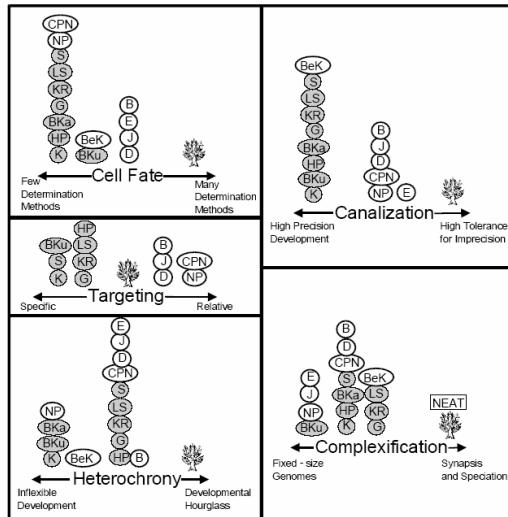 CPN
NP
S
LS
KR
G
BKa
HP
K
BeK
BKu
B
E
J
D
Cell Fate
Few
Determination
Methods
Many
Determination
Methods
BKu
S
K
HP
LS
KR
G
B
J
D
CPN
NP
Targeting
Specific
Relative
NP
BKa
BKu
K
BeK
E
J
D
CPN
S
LS
KR
G
HP
B
Heterochrony
Inflexible
Development
Developmental
Hourglass
BeK
S
LS
KR
G
BKa
HP
BKu
K
B
J
D
CPN
NP
E
Canalization
High Precision
Development
High Tolerance
for Imprecision
E
J
NP
BKu
B
D
CPN
S
BKa
HP
K
BeK
LS
KR
G
NEAT
Complexification
Fixed - size
Genomes
Synapsis
and Speciation